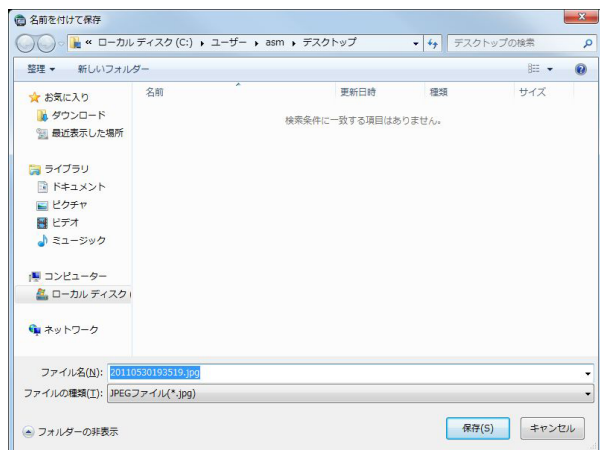 名前を付けて保存
« ローカル ディスク (C:) ▸ ユーザー ▸ asm ▸ デスクトップ
デスクトップの検索
整理 ▼ 新しいフォルダー
お気に入り
ダウンロード
最近表示した場所
ライブラリ
ドキュメント
ピクチャ
ビデオ
ミュージック
コンピューター
ローカル ディスク (
ネットワーク
名前 更新日時 種類 サイズ
検索条件に一致する項目はありません。
ファイル名(N): 20110530193519.jpg
ファイルの種類(T): JPEGファイル(*.jpg)
フォルダーの非表示
保存(S) キャンセル